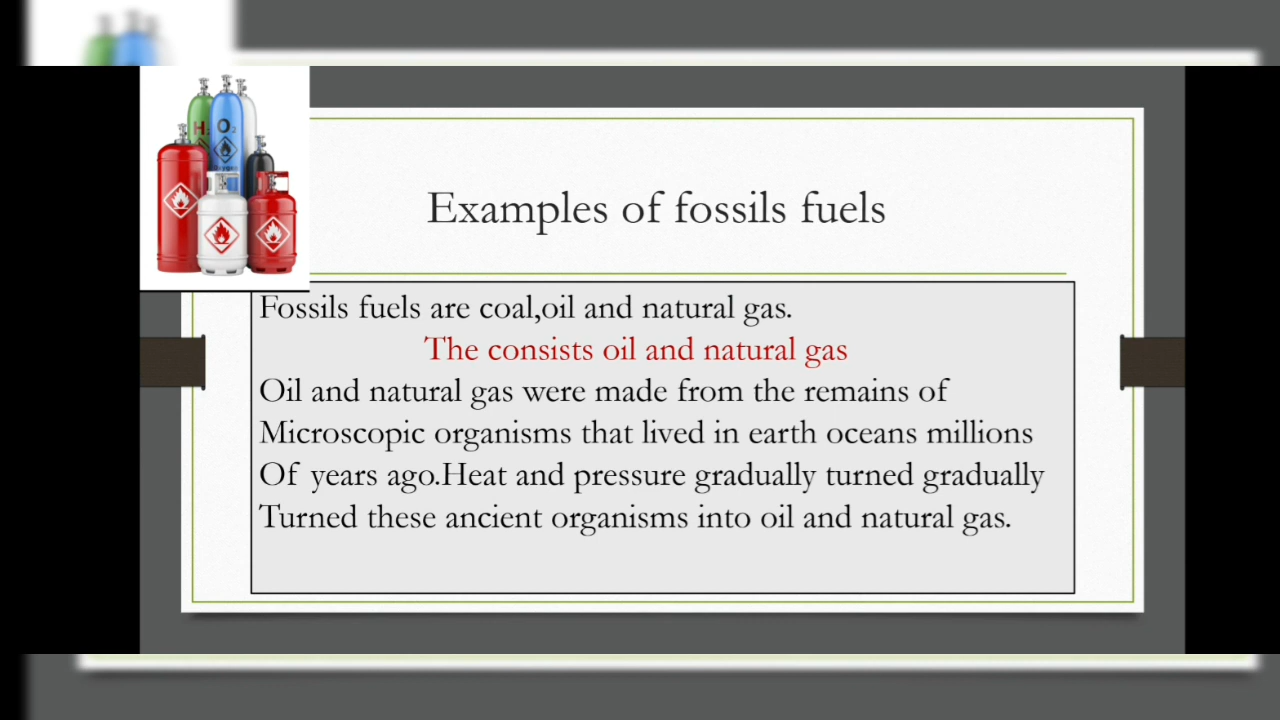 H₂ O₂
Examples of fossils fuels
Fossils fuels are coal,oil and natural gas.
The consists oil and natural gas
Oil and natural gas were made from the remains of
Microscopic organisms that lived in earth oceans millions
Of years ago.Heat and pressure gradually turned gradually
Turned these ancient organisms into oil and natural gas.